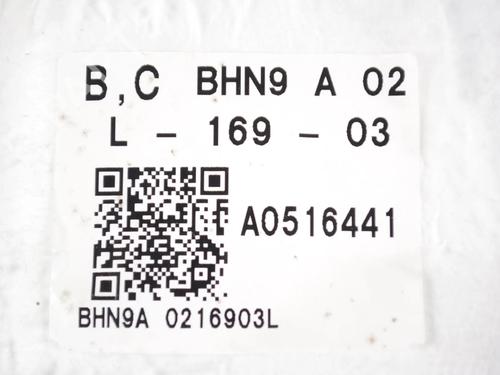 B,C BHN9 A 02
L - 169 - 03
A0516441
BHN9A 0216903L